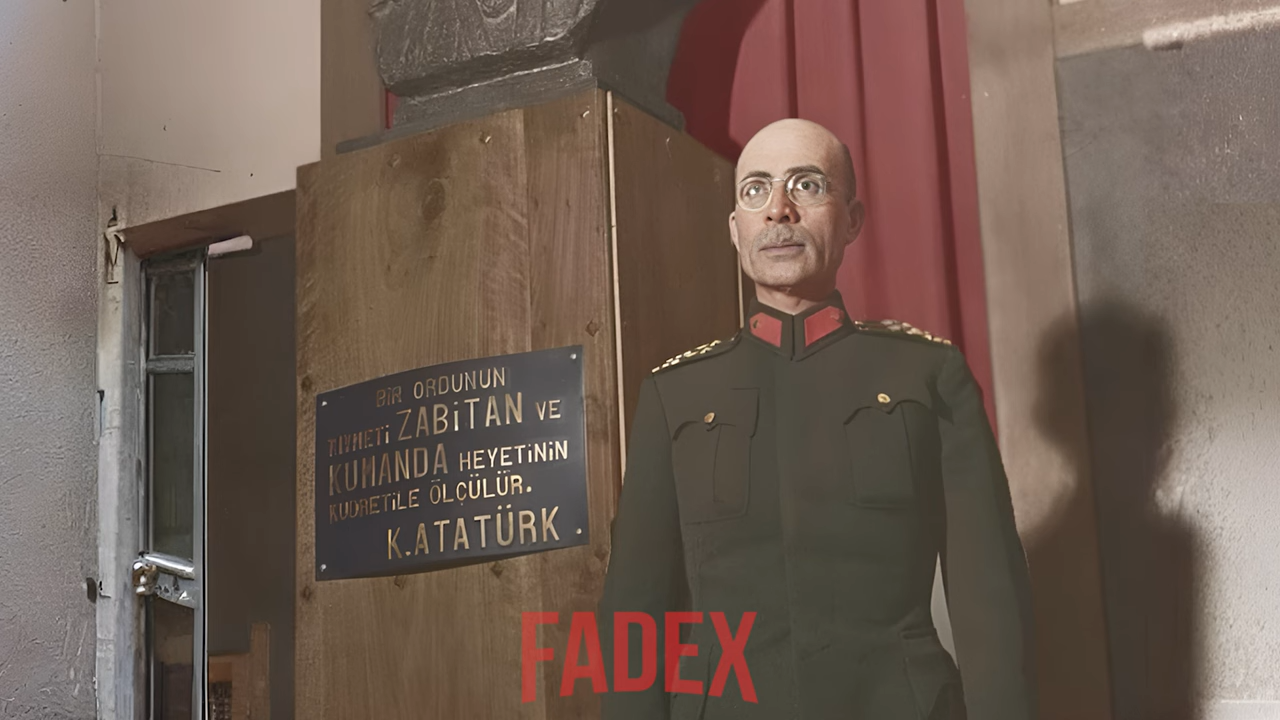 BİR ORDUNUN
KIYMETİ ZABİTAN VE
KUMANDA HEYETİNİN
KUDRETİLE ÖLÇÜLÜR.
K.ATATÜRK
FADEX